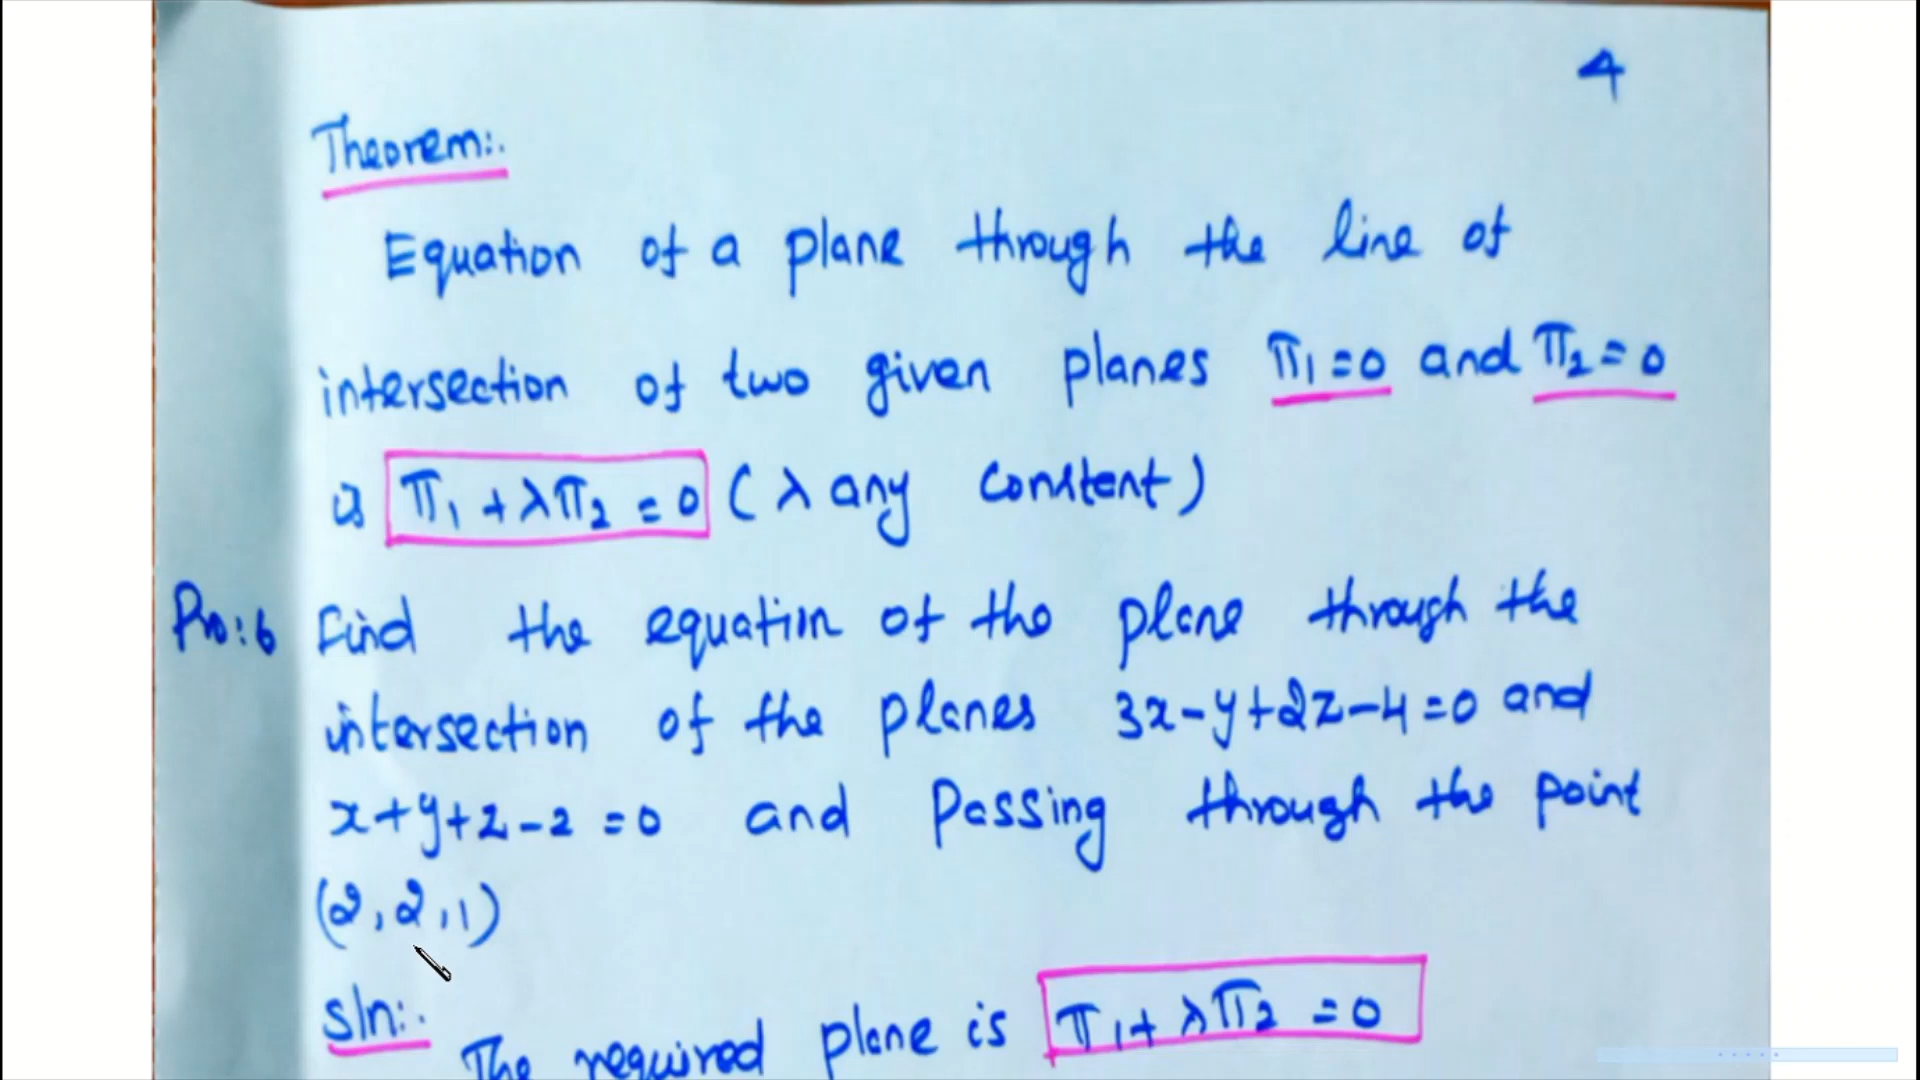 4
Theorem:.
Equation of a plane through the line of
intersection of two given planes π₁=0 and π₂=0
is π₁+λπ₂=0 (λ any constent)
Pro:6 Find the equation of the plane through the
intersection of the planes 3x-y+2z-4=0 and
x+y+z-2=0 and Passing through the point
(2,2,1)
Sln:.
The required plane is π₁+λπ₂=0